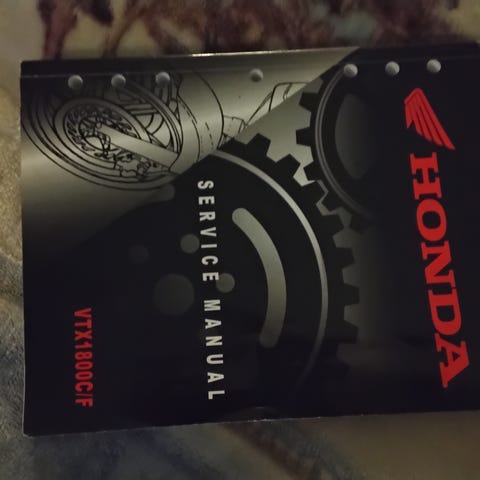 HONDA
SERVICE MANUAL
VTX1800C/F